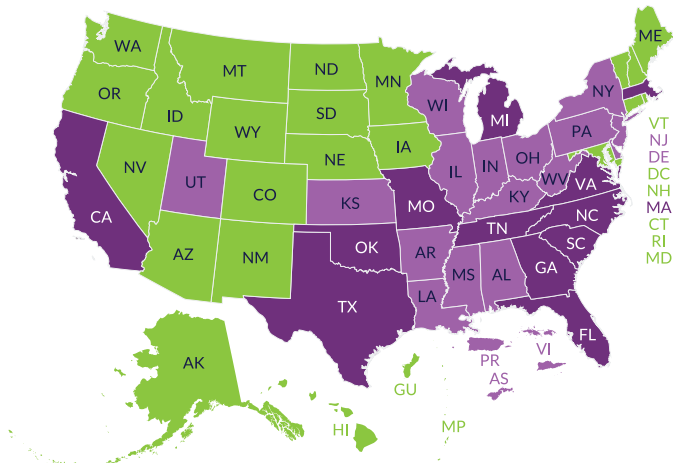 WA
MT
ND
MN
ME
OR
ID
SD
WI
NY
MI
WY
IA
PA
NE
NV
UT
CO
IL
IN
OH
WV
VA
KS
MO
KY
CA
NC
TN
OK
AR
SC
AZ
NM
MS
AL
GA
LA
TX
FL
VT
NJ
DE
DC
NH
MA
CT
RI
MD
AK
PR
VI
AS
GU
HI
MP